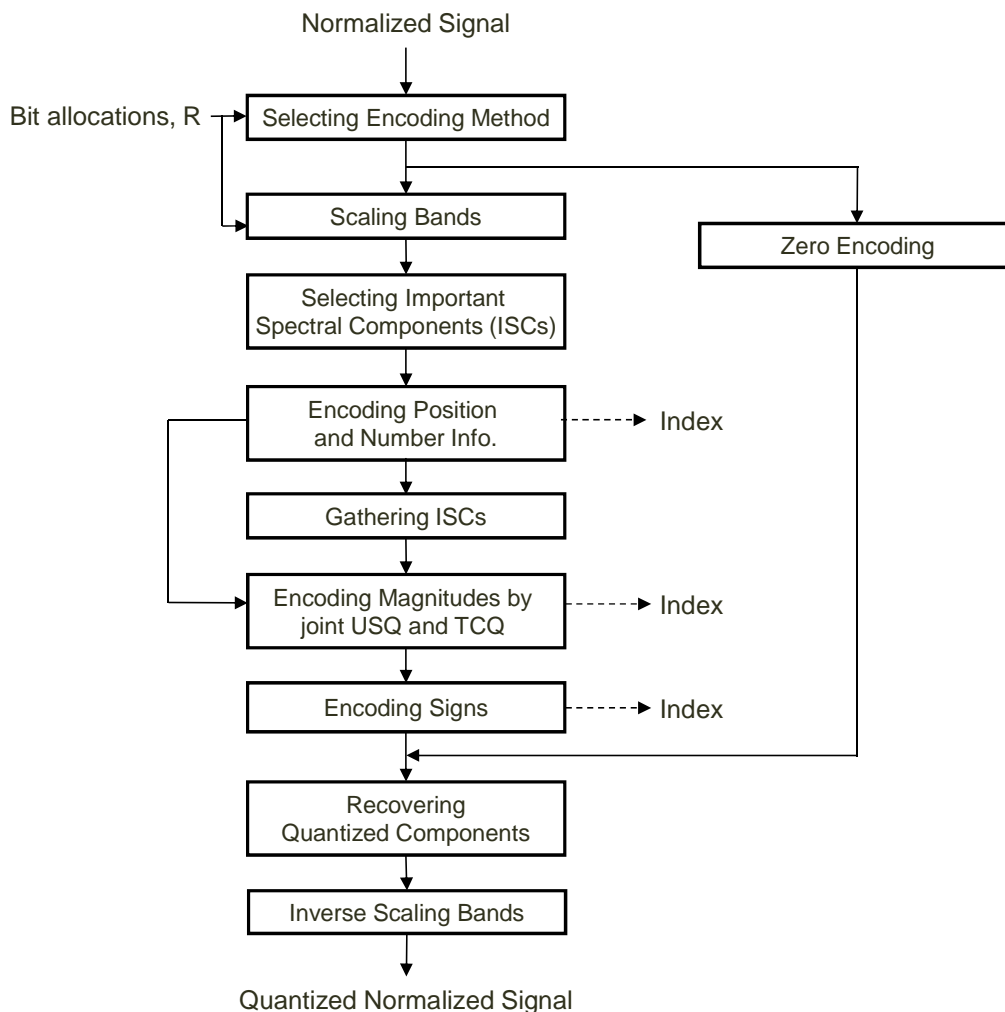 Normalized Signal
Bit allocations, R
Selecting Encoding Method
Scaling Bands
Zero Encoding
Selecting Important
Spectral Components (ISCs)
Encoding Position
and Number Info.
Index
Gathering ISCs
Encoding Magnitudes by
joint USQ and TCQ
Index
Encoding Signs
Index
Recovering
Quantized Components
Inverse Scaling Bands
Quantized Normalized Signal